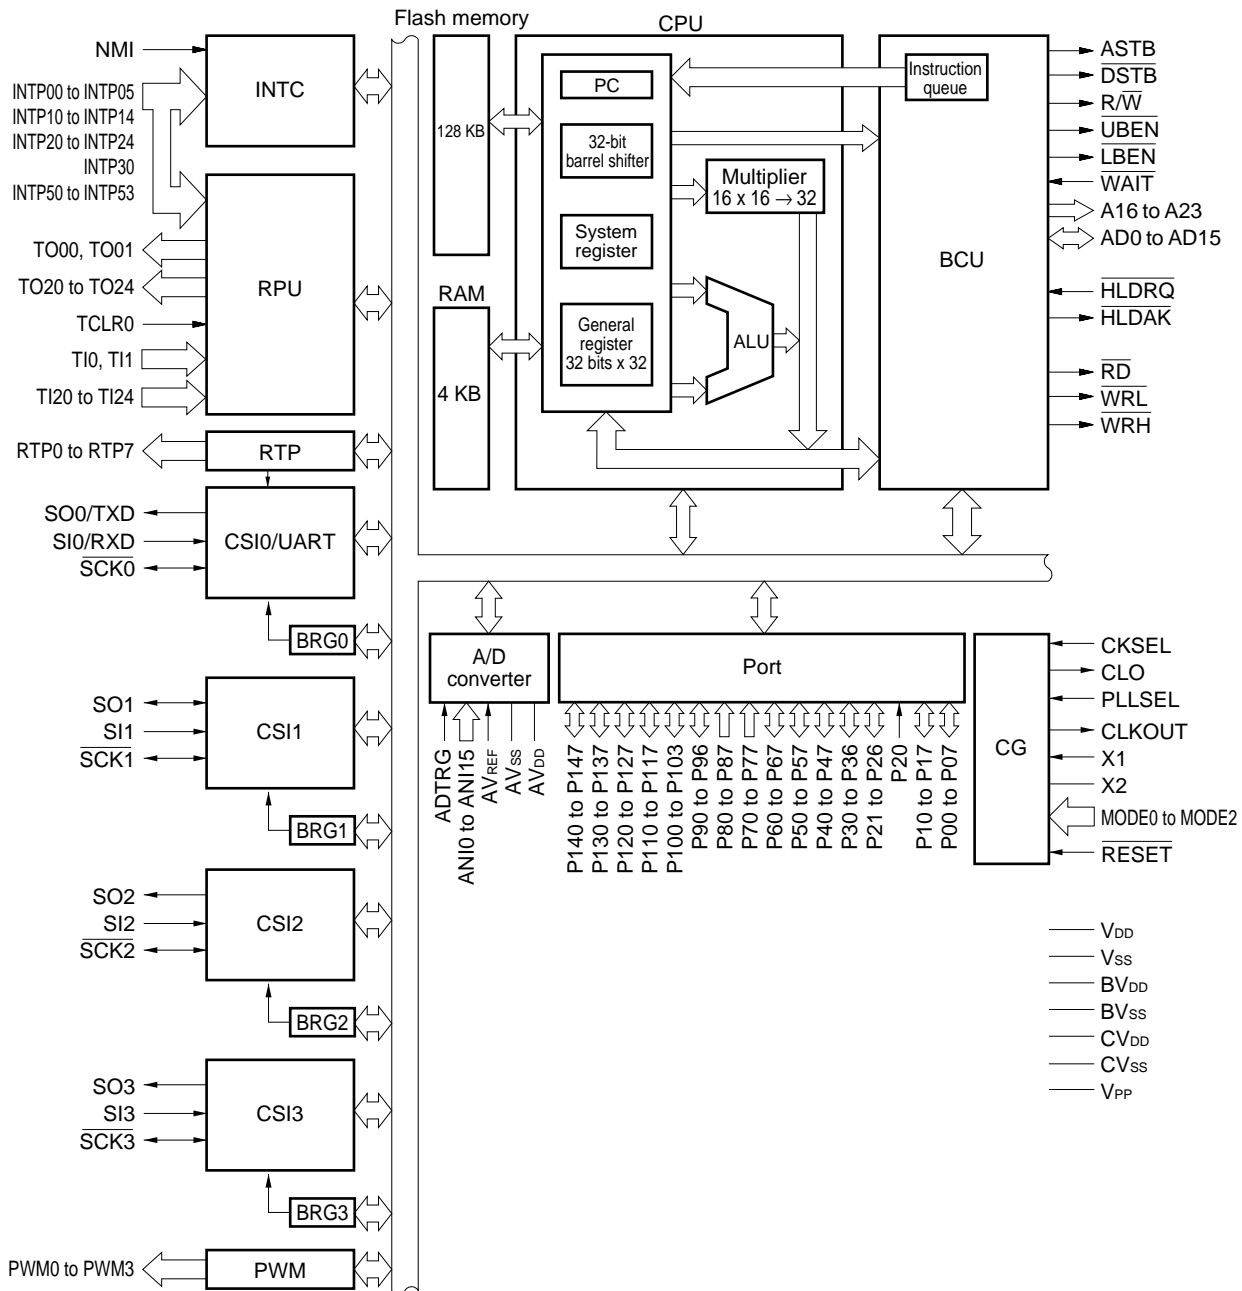 Flash memory
CPU
NMI
INTP00 to INTP05
INTP10 to INTP14
INTP20 to INTP24
INTP30
INTP50 to INTP53
TO00, TO01
TO20 to TO24
TCLR0
TI0, TI1
TI20 to TI24
RTP0 to RTP7
SO0/TXD
SI0/RXD
SCK0
SO1
SI1
SCK1
SO2
SI2
SCK2
SO3
SI3
SCK3
PWM0 to PWM3
INTC
RPU
RTP
CSI0/UART
BRG0
CSI1
BRG1
CSI2
BRG2
CSI3
BRG3
PWM
128 KB
RAM
4 KB
PC
32-bit
barrel shifter
System
register
General
register
32 bits x 32
Multiplier
16 x 16 → 32
ALU
Instruction
queue
BCU
ASTB
DSTB
R/W
UBEN
LBEN
WAIT
A16 to A23
AD0 to AD15
HLDRQ
HLDAK
RD
WRL
WRH
A/D
converter
ADTRG
ANI0 to ANI15
AVREF
AVSS
AVDD
Port
P140 to P147
P130 to P137
P120 to P127
P110 to P117
P100 to P103
P90 to P96
P80 to P87
P70 to P77
P60 to P67
P50 to P57
P40 to P47
P30 to P36
P21 to P26
P20
P10 to P17
P00 to P07
CG
CKSEL
CLO
PLLSEL
CLKOUT
X1
X2
MODE0 to MODE2
RESET
VDD
VSS
BVDD
BVSS
CVDD
CVSS
VPP